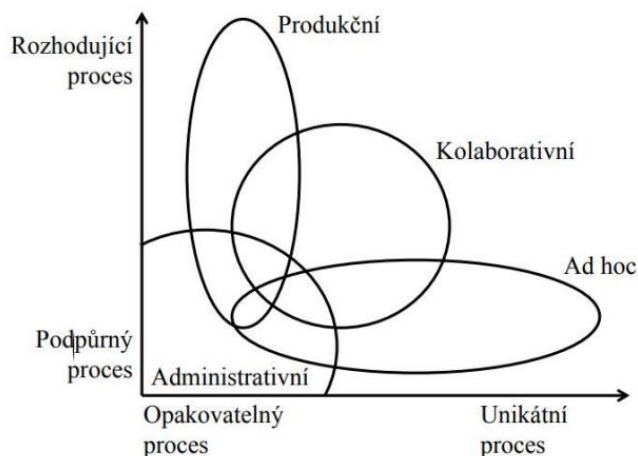 Produkční
Rozhodující
proces
Kolaborativní
Ad hoc
Podpůrný
proces
Administrativní
Opakovatelný
proces
Unikátní
proces